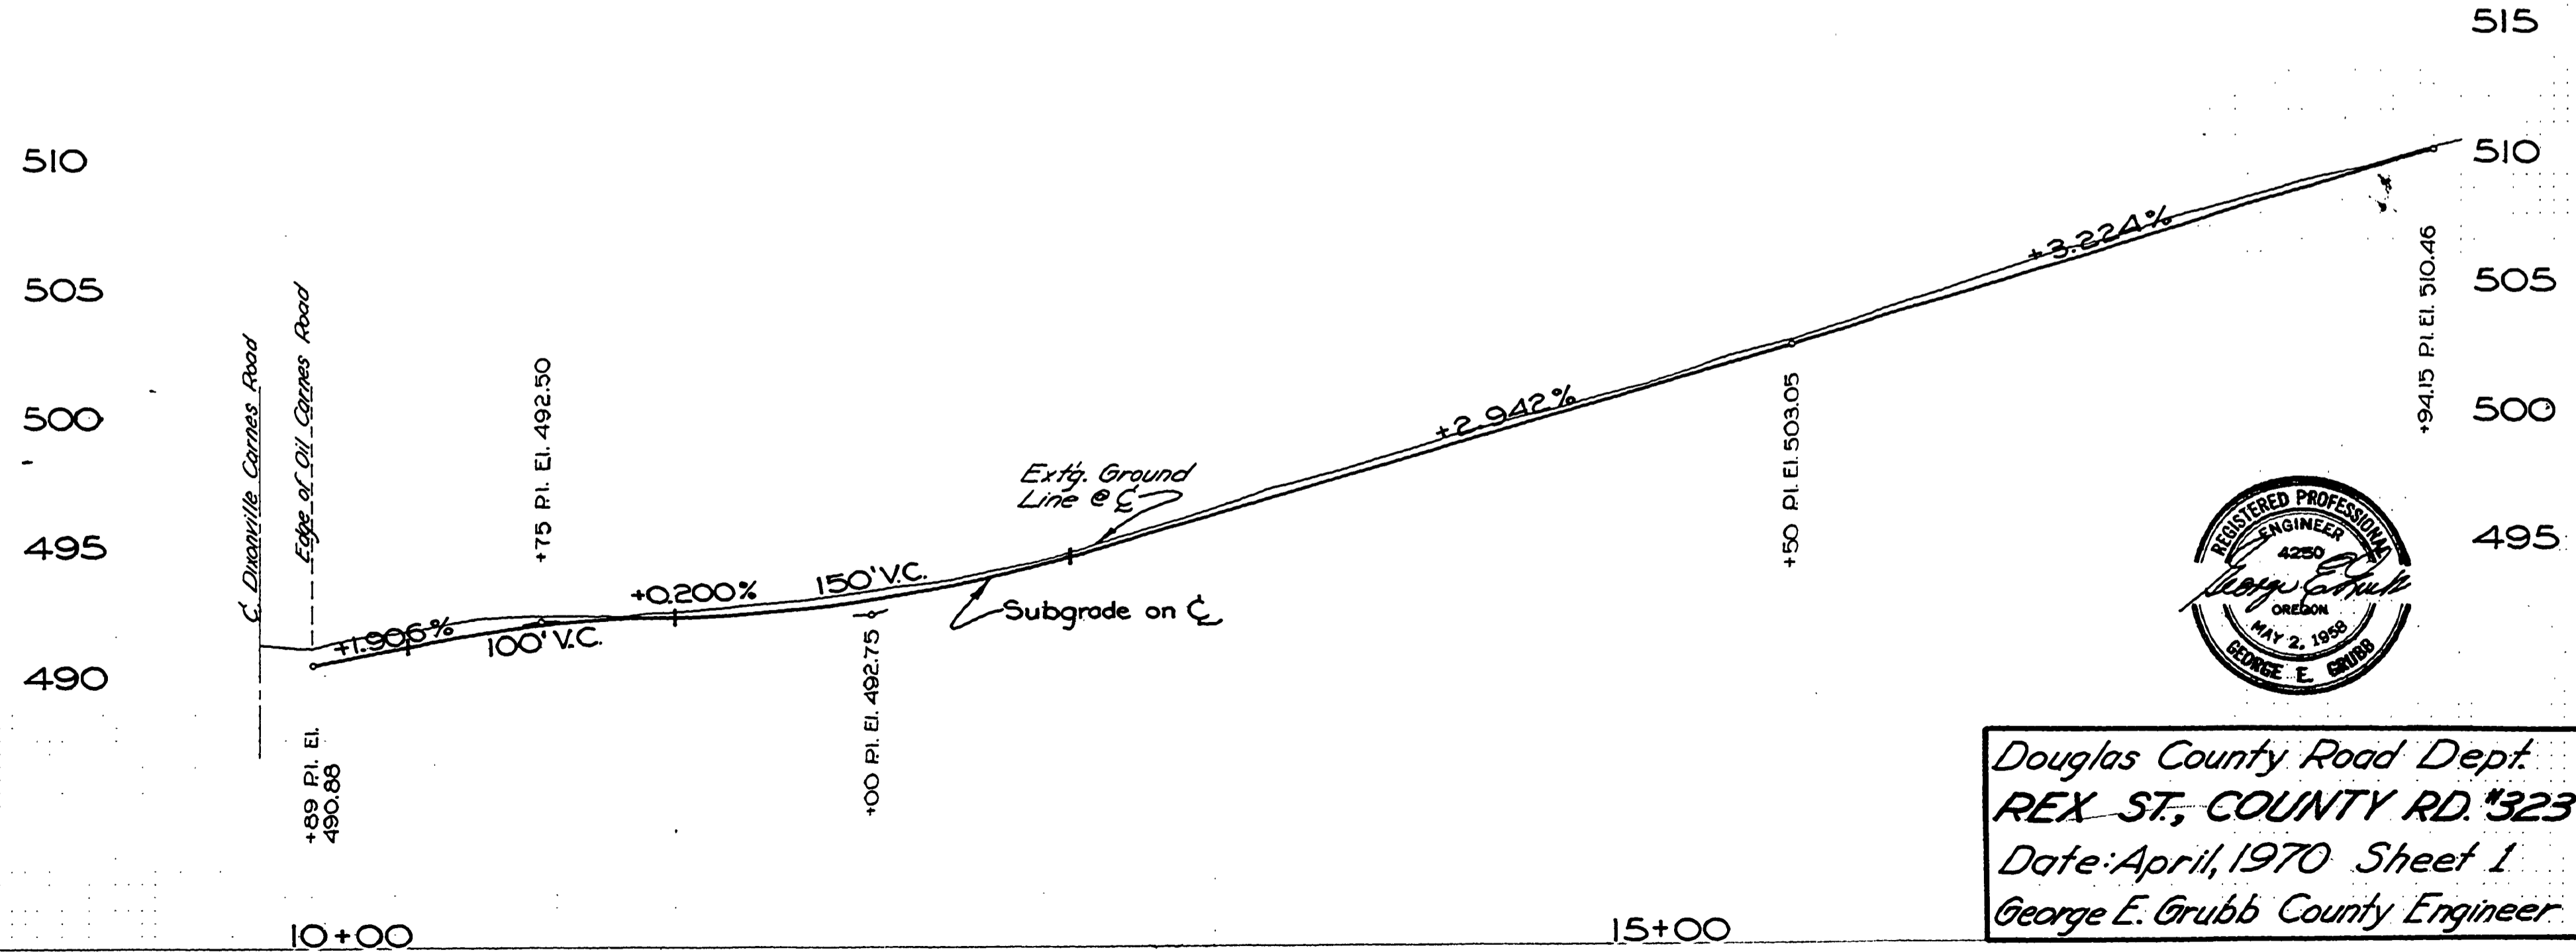 515
510
510
505
505
500
500
495
495
490
℄ Dixonville Carnes Road
Edge of Oil Carnes Road
+1.906%
100' V.C.
+75 P.I. El. 492.50
+0.200%
150' V.C.
+89 P.I. El.
490.88
+00 P.I. El. 492.75
Ext'g. Ground
Line @ ℄
Subgrade on ℄
+2.942%
+50 P.I. El. 503.05
+3.224%
+94.15 P.I. El. 510.46
REGISTERED PROFESSIONAL
ENGINEER
4250
George E Grubb
OREGON
MAY 2, 1958
GEORGE E. GRUBB
Douglas County Road Dept.
REX ST., COUNTY RD. #323
Date: April, 1970 Sheet 1
George E. Grubb County Engineer
10+00
15+00